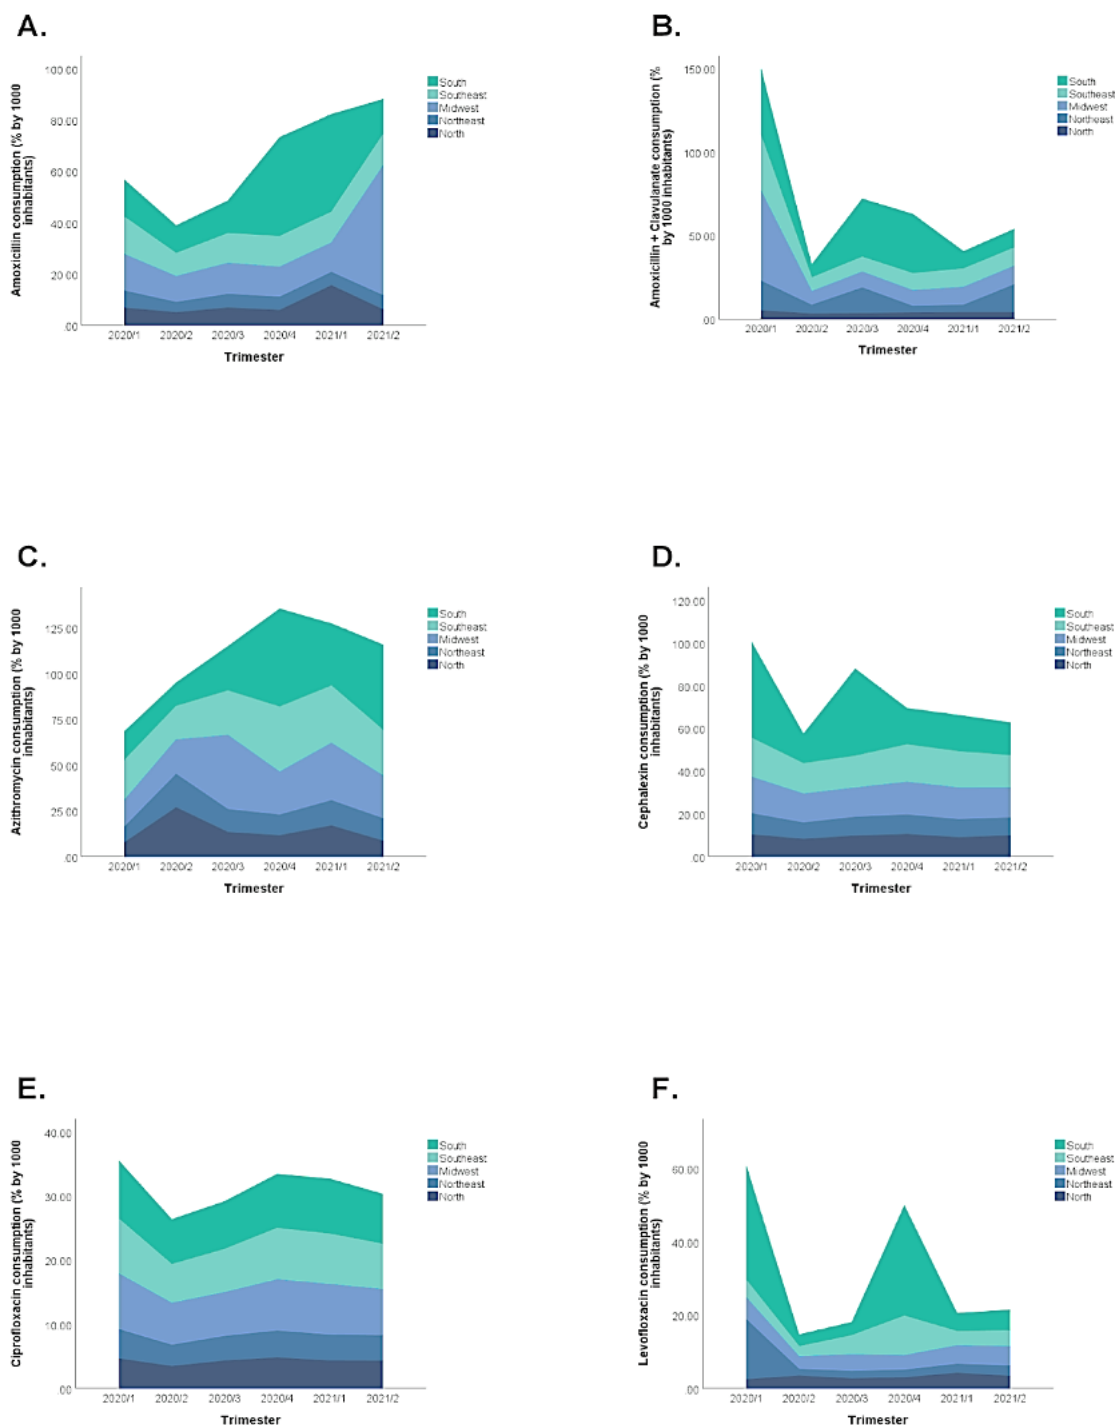 A.
Amoxicillin consumption (% by 1000
inhabitants)
100.00
80.00
60.00
40.00
20.00
.00
2020/1 2020/2 2020/3 2020/4 2021/1 2021/2
Trimester
South
Southeast
Midwest
Northeast
North
B.
Amoxicillin + Clavulanate consumption (%
by 1000 inhabitants)
150.00
100.00
50.00
.00
2020/1 2020/2 2020/3 2020/4 2021/1 2021/2
Trimester
South
Southeast
Midwest
Northeast
North
C.
Azithromycin consumption (% by 1000
inhabitants)
125.00
100.00
75.00
50.00
25.00
.00
2020/1 2020/2 2020/3 2020/4 2021/1 2021/2
Trimester
South
Southeast
Midwest
Northeast
North
D.
Cephalexin consumption (% by 1000
inhabitants)
120.00
100.00
80.00
60.00
40.00
20.00
.00
2020/1 2020/2 2020/3 2020/4 2021/1 2021/2
Trimester
South
Southeast
Midwest
Northeast
North
E.
Ciprofloxacin consumption (% by 1000
inhabitants)
40.00
30.00
20.00
10.00
.00
2020/1 2020/2 2020/3 2020/4 2021/1 2021/2
Trimester
South
Southeast
Midwest
Northeast
North
F.
Levofloxacin consumption (% by 1000
inhabitants)
60.00
40.00
20.00
.00
2020/1 2020/2 2020/3 2020/4 2021/1 2021/2
Trimester
South
Southeast
Midwest
Northeast
North